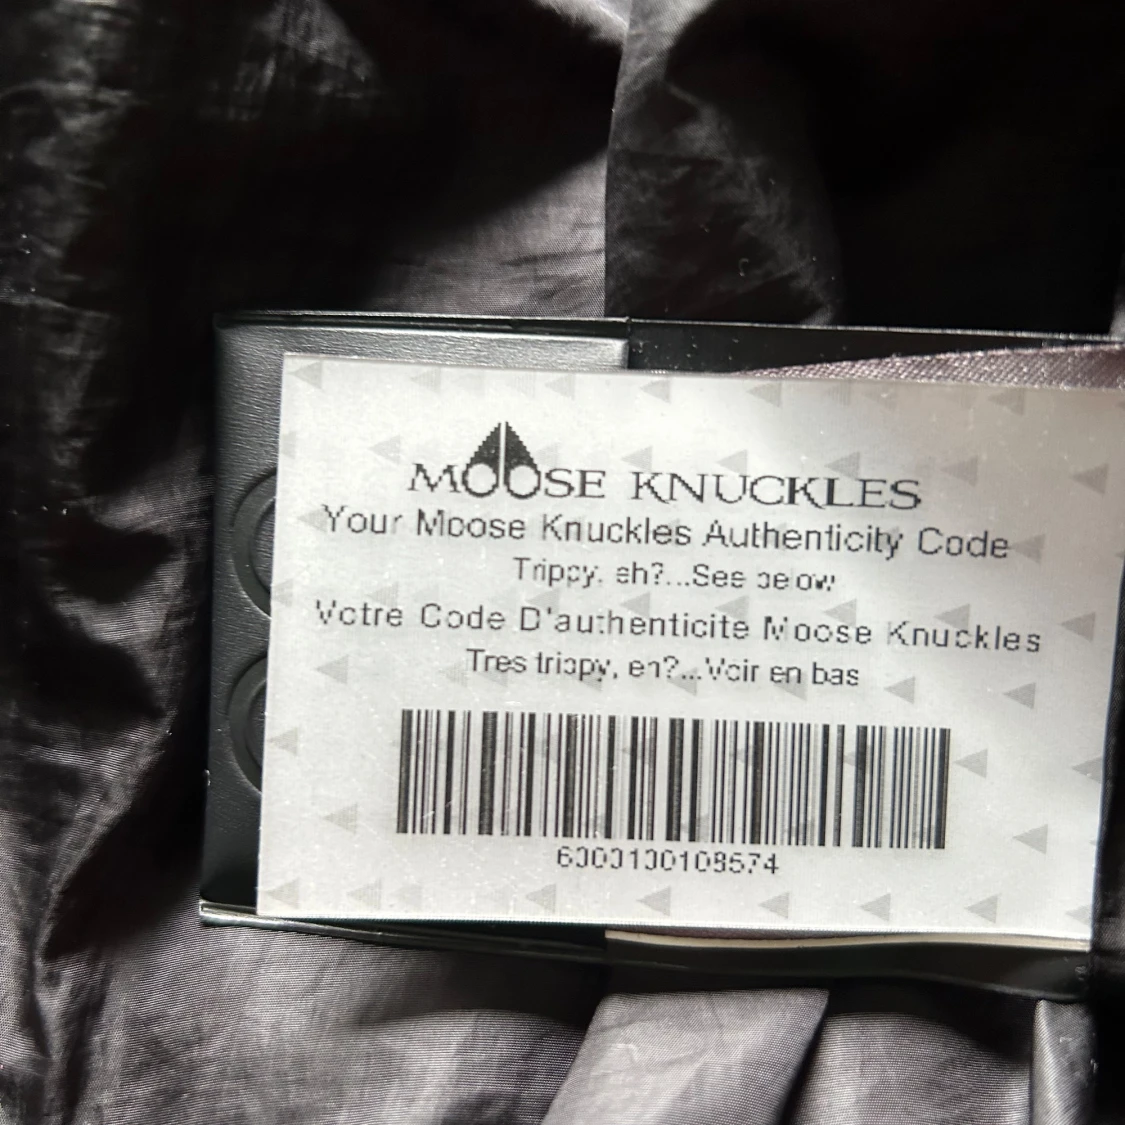 MOOSE KNUCKLES
Your Moose Knuckles Authenticity Code
Trippy, eh?...See below
Votre Code D'authenticite Moose Knuckles
Tres trippy, eh?...Voir en bas